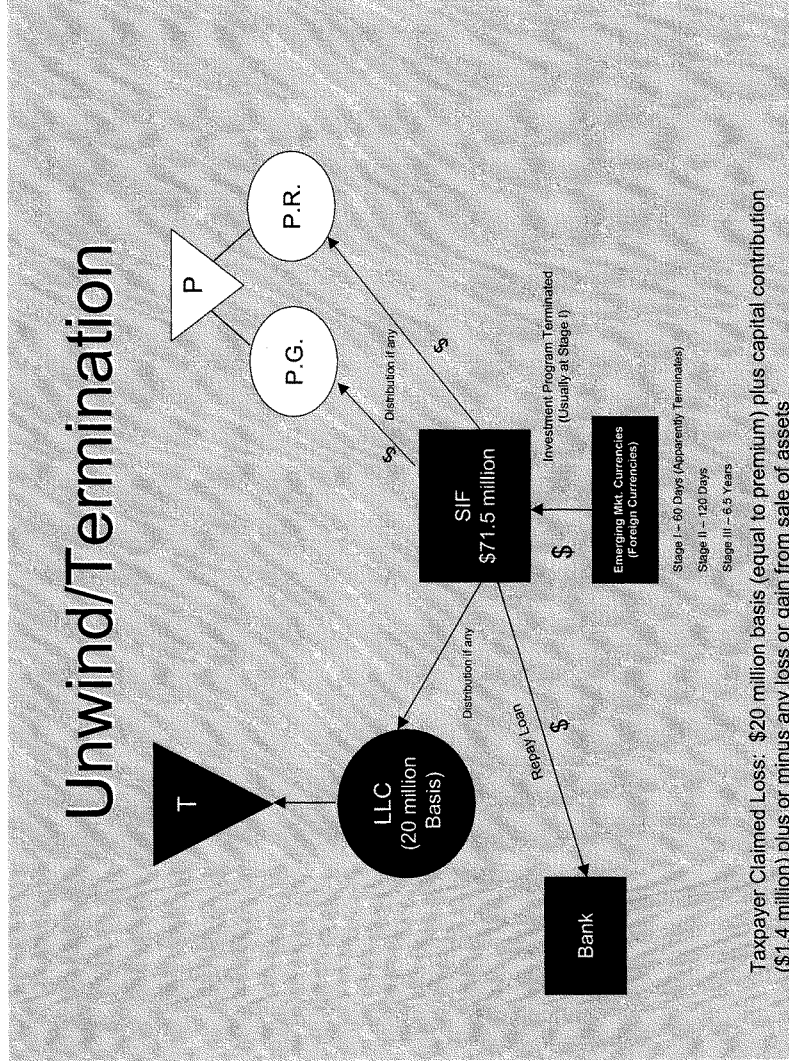 Unwind/Termination
T
P
P.G.
P.R.
LLC
(20 million
Basis)
Distribution if any
$
Distribution if any
$
SIF
$71.5 million
Bank
Repay Loan
$
$
Investment Program Terminated
(Usually at Stage I)
Emerging Mkt. Currencies
(Foreign Currencies)
Stage I – 60 Days (Apparently Terminates)
Stage II – 120 Days
Stage III – 6.5 Years
Taxpayer Claimed Loss: $20 million basis (equal to premium) plus capital contribution
($1.4 million) plus or minus any loss or gain from sale of assets